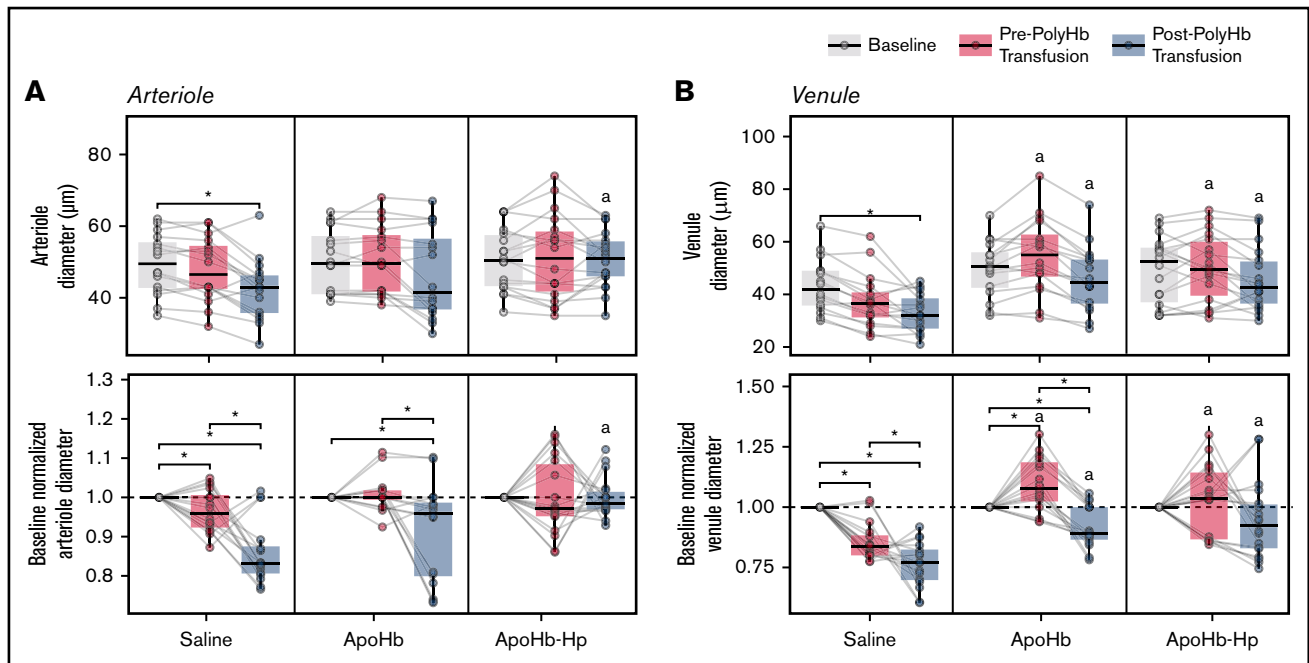 Baseline
Pre-PolyHb
Transfusion
Post-PolyHb
Transfusion
A
Arteriole
Arteriole
diameter (μm)
80
60
40
*
a
Baseline normalized
arteriole diameter
1.3
1.2
1.1
1.0
0.9
0.8
*
*
*
*
*
a
Saline
ApoHb
ApoHb-Hp
B
Venule
Venule
diameter (μm)
100
80
60
40
20
*
a
a
a
a
Baseline normalized
venule diameter
1.50
1.25
1.00
0.75
*
*
*
*
*
*
a
a
a
a
Saline
ApoHb
ApoHb-Hp